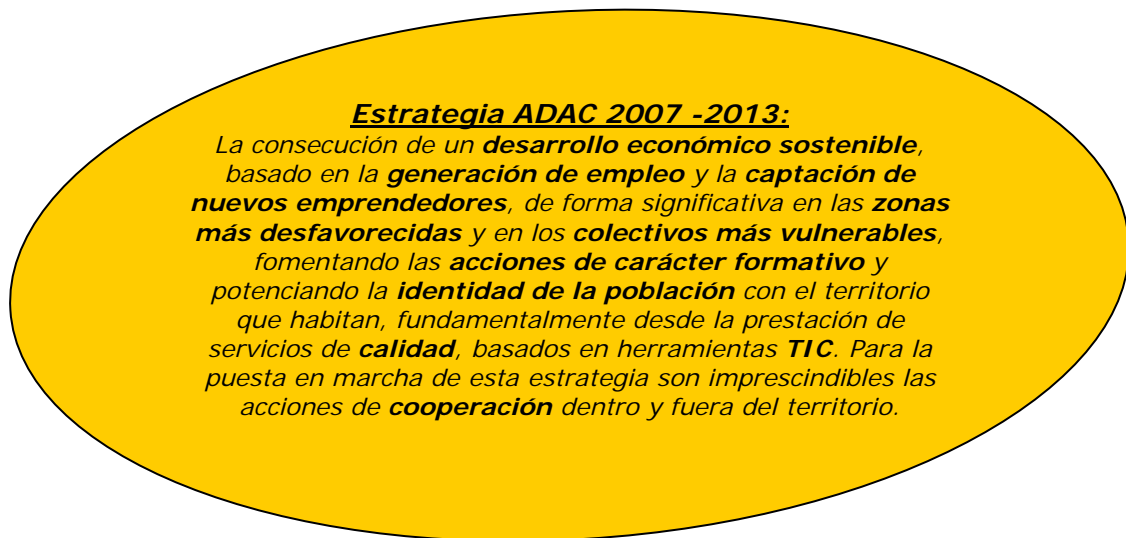 Estrategia ADAC 2007 -2013:
La consecución de un desarrollo económico sostenible,
basado en la generación de empleo y la captación de
nuevos emprendedores, de forma significativa en las zonas
más desfavorecidas y en los colectivos más vulnerables,
fomentando las acciones de carácter formativo y
potenciando la identidad de la población con el territorio
que habitan, fundamentalmente desde la prestación de
servicios de calidad, basados en herramientas TIC. Para la
puesta en marcha de esta estrategia son imprescindibles las
acciones de cooperación dentro y fuera del territorio.